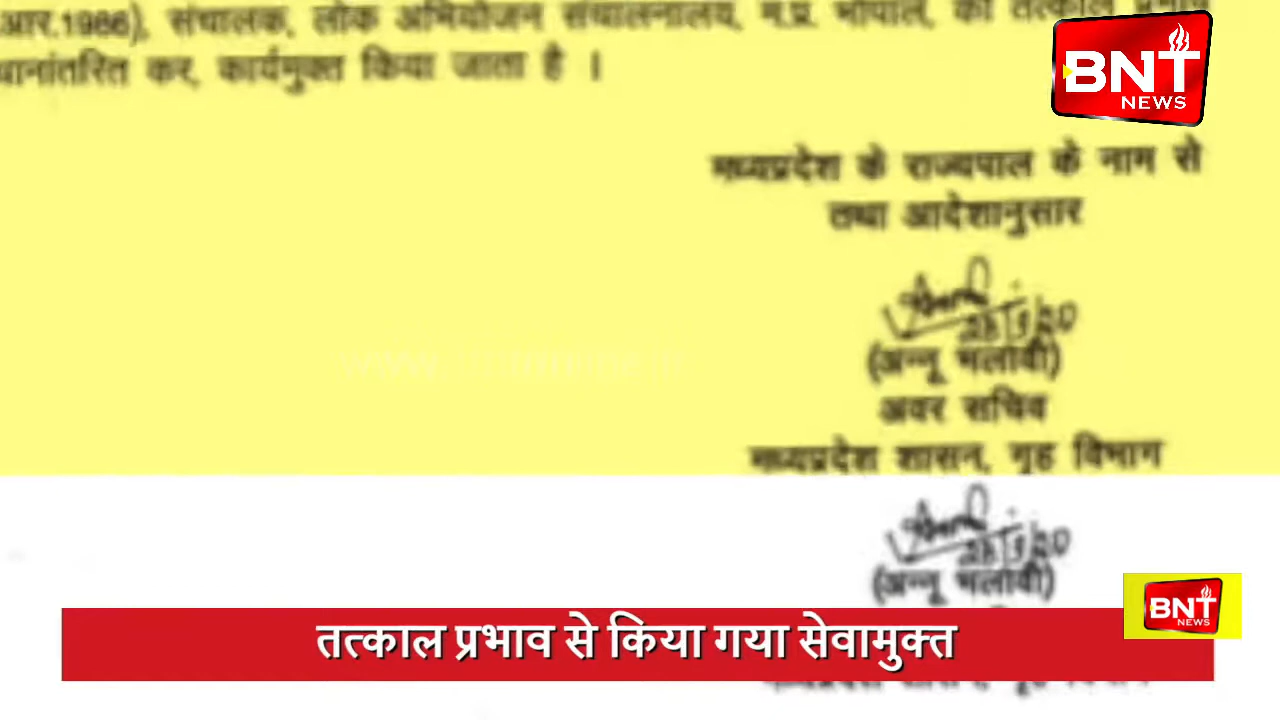 आर.1986), संचालक, लोक अभियोजन संचालनालय, म.प्र. भोपाल, को तत्काल प्रभाव
थानांतरित कर, कार्यमुक्त किया जाता है ।
BNT
NEWS
मध्यप्रदेश के राज्यपाल के नाम से
तथा आदेशानुसार
(अन्नू भलावी)
अवर सचिव
मध्यप्रदेश शासन, गृह विभाग
(अन्नू भलावी)
BNT
NEWS
तत्काल प्रभाव से किया गया सेवामुक्त